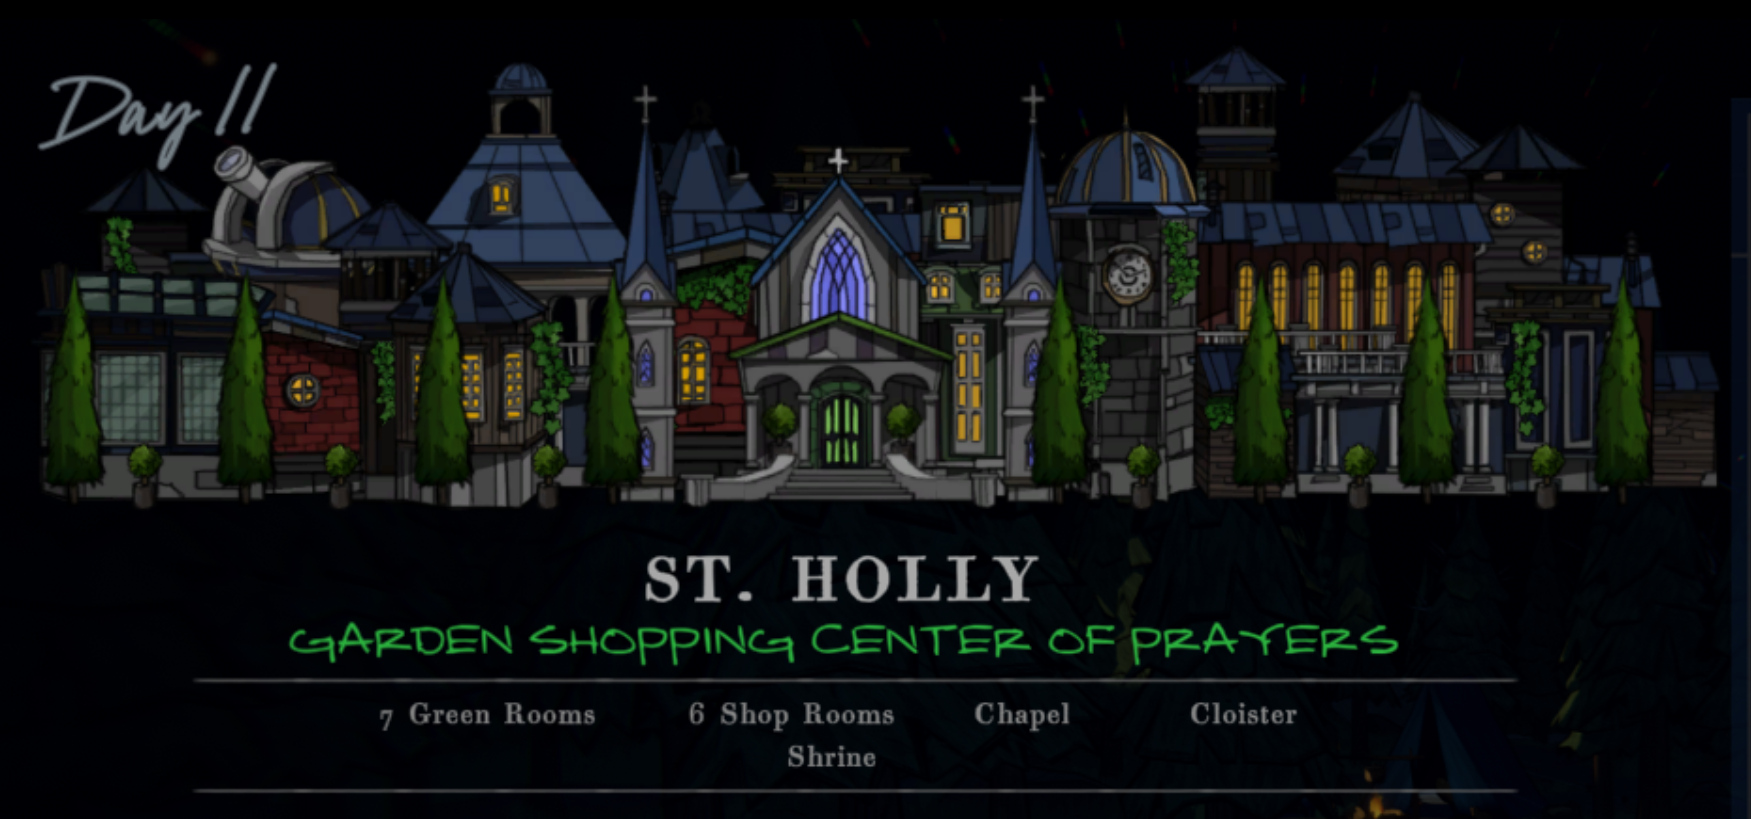 Day 11
ST. HOLLY
GARDEN SHOPPING CENTER OF PRAYERS
7 Green Rooms 6 Shop Rooms Chapel Cloister
Shrine